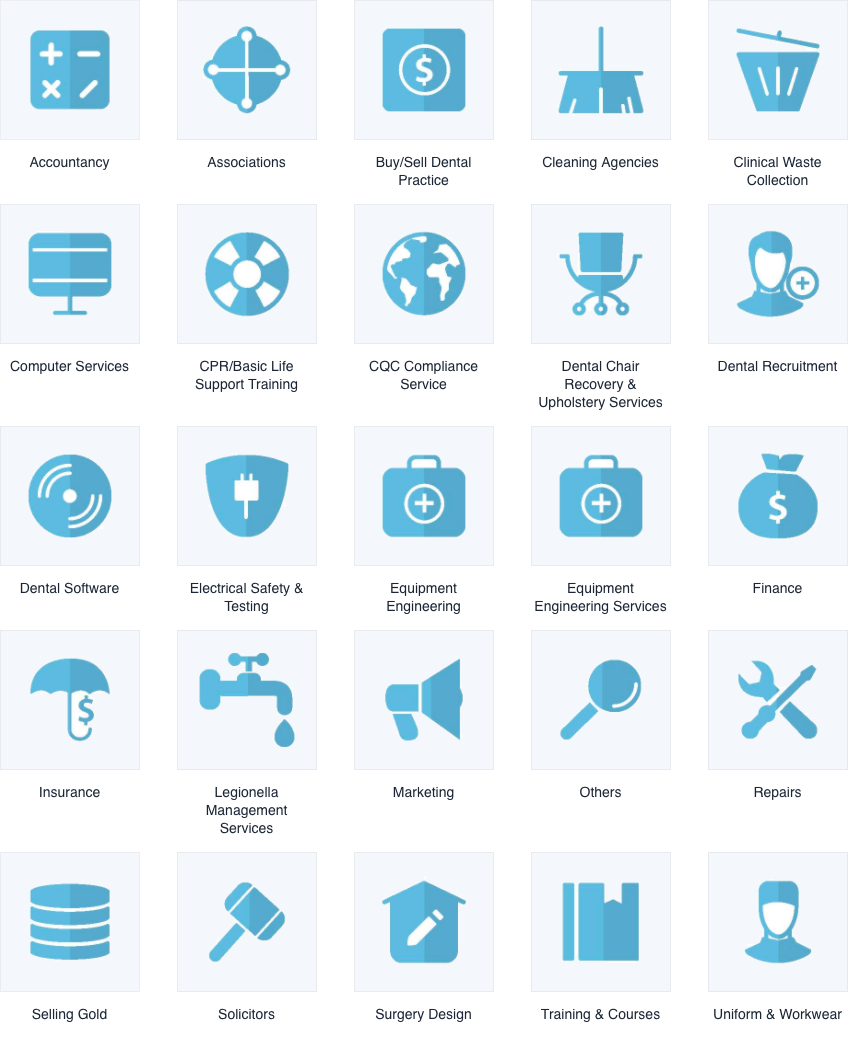 $
Accountancy
Associations
Buy/Sell Dental
Practice
Cleaning Agencies
Clinical Waste
Collection
Computer Services
CPR/Basic Life
Support Training
CQC Compliance
Service
Dental Chair
Recovery &
Upholstery Services
Dental Recruitment
$
Dental Software
Electrical Safety &
Testing
Equipment
Engineering
Equipment
Engineering Services
Finance
$
Insurance
Legionella
Management
Services
Marketing
Others
Repairs
Selling Gold
Solicitors
Surgery Design
Training & Courses
Uniform & Workwear